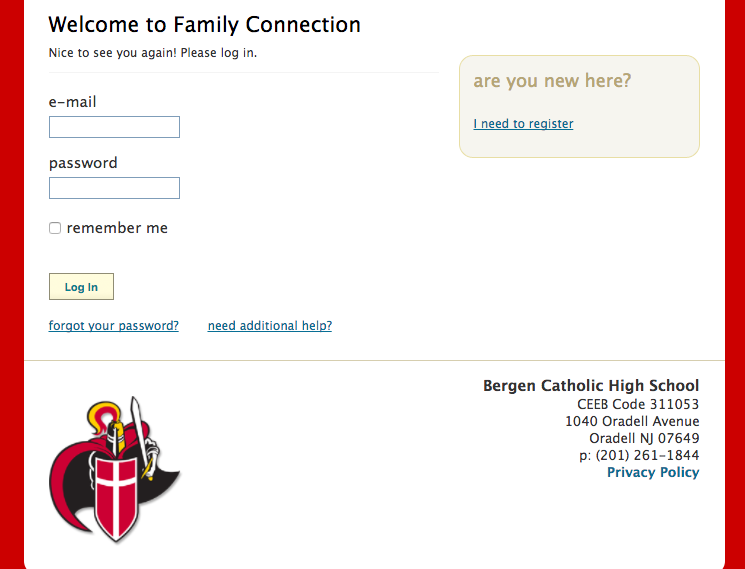 Welcome to Family Connection
Nice to see you again! Please log in.
e-mail
password
remember me
Log In
forgot your password?
need additional help?
are you new here?
I need to register
Bergen Catholic High School
CEEB Code 311053
1040 Oradell Avenue
Oradell NJ 07649
p: (201) 261-1844
Privacy Policy